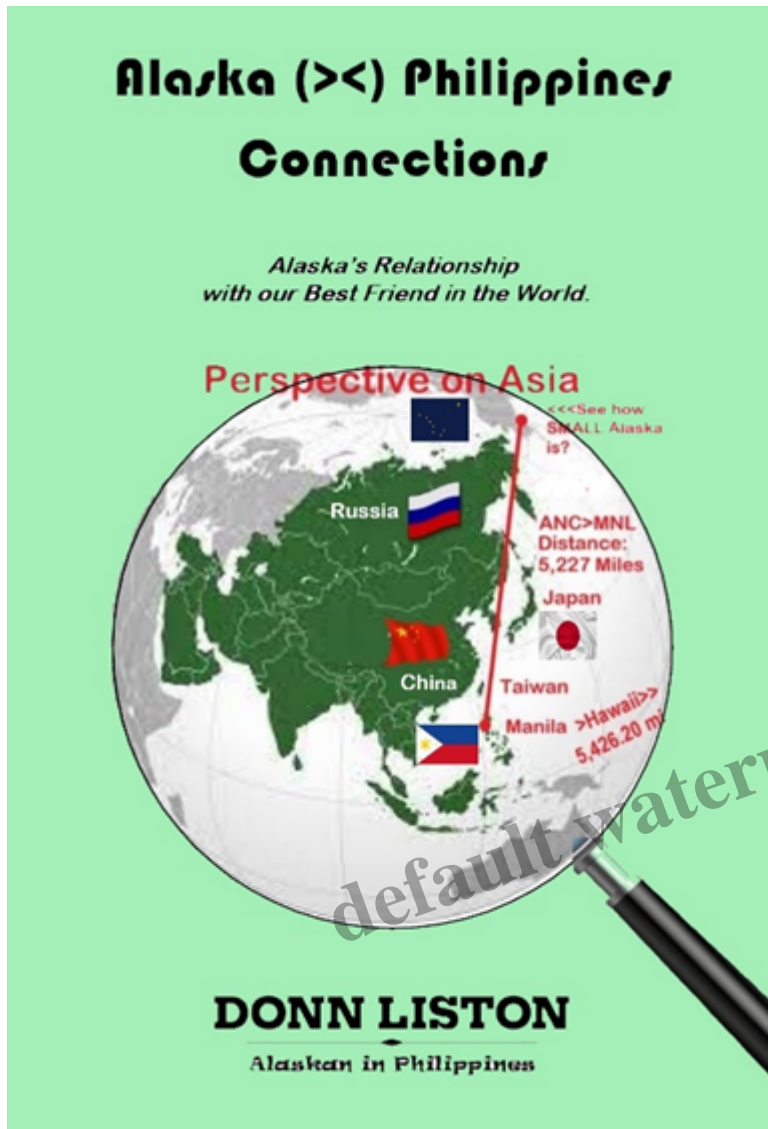 Alaska (><) Philippines
Connections
Alaska's Relationship
with our Best Friend in the World.
Perspective on Asia
<<<See how
SMALL Alaska
is?
Russia
ANC>MNL
Distance:
5,227 Miles
Japan
China
Taiwan
Manila
>Hawaii>>
5,426.20 mi
default watern
DONN LISTON
Alaskan in Philippines